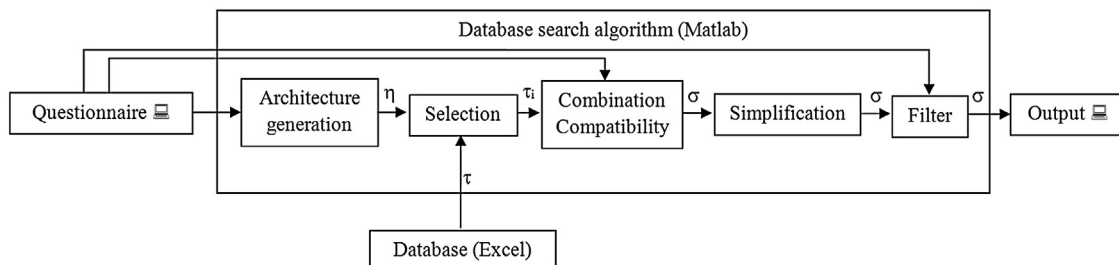 Database search algorithm (Matlab)
Questionnaire
Architecture
generation
η
Selection
τi
Combination
Compatibility
σ
Simplification
σ
Filter
σ
Output
τ
Database (Excel)